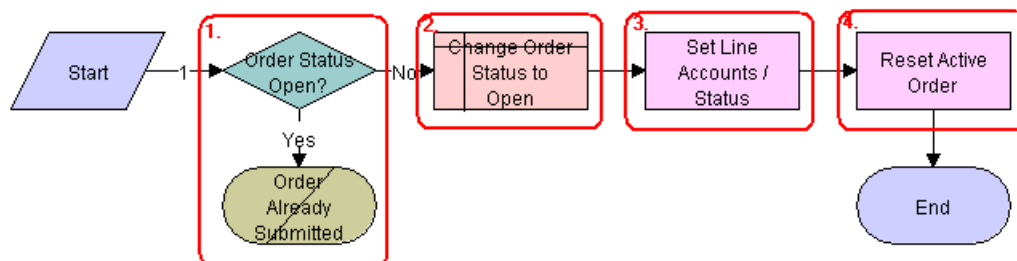 1.
2.
3.
4.
Start
1
Order Status
Open?
No
Change Order
Status to
Open
Set Line
Accounts /
Status
Reset Active
Order
Yes
Order
Already
Submitted
End